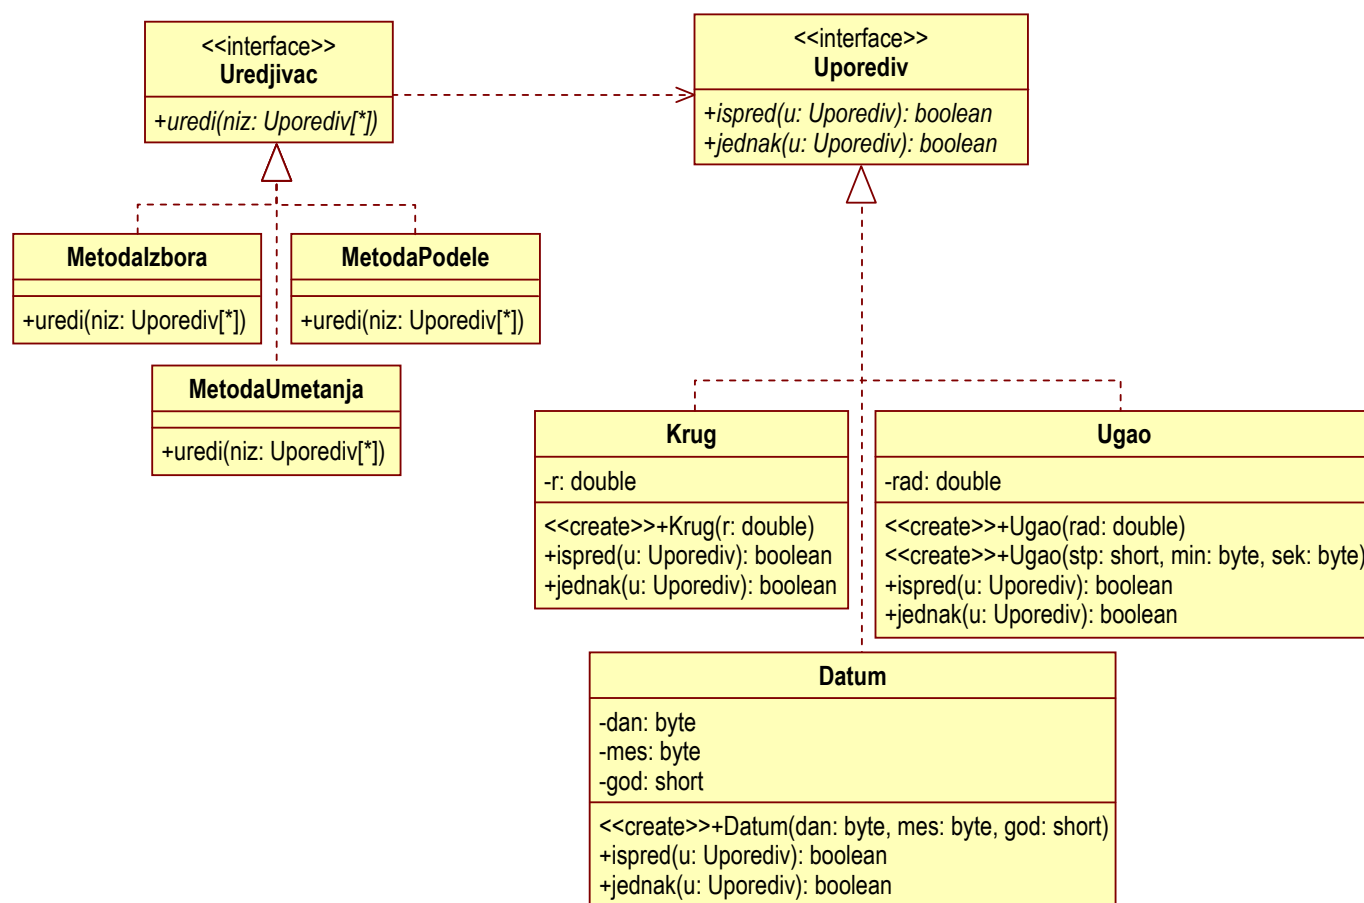 <<interface>>
Uredjivac
+uredi(niz: Uporediv[*])
<<interface>>
Uporediv
+ispred(u: Uporediv): boolean
+jednak(u: Uporediv): boolean
MetodaIzbora
+uredi(niz: Uporediv[*])
MetodaPodele
+uredi(niz: Uporediv[*])
MetodaUmetanja
+uredi(niz: Uporediv[*])
Krug
-r: double
<<create>>+Krug(r: double)
+ispred(u: Uporediv): boolean
+jednak(u: Uporediv): boolean
Ugao
-rad: double
<<create>>+Ugao(rad: double)
<<create>>+Ugao(stp: short, min: byte, sek: byte)
+ispred(u: Uporediv): boolean
+jednak(u: Uporediv): boolean
Datum
-dan: byte
-mes: byte
-god: short
<<create>>+Datum(dan: byte, mes: byte, god: short)
+ispred(u: Uporediv): boolean
+jednak(u: Uporediv): boolean